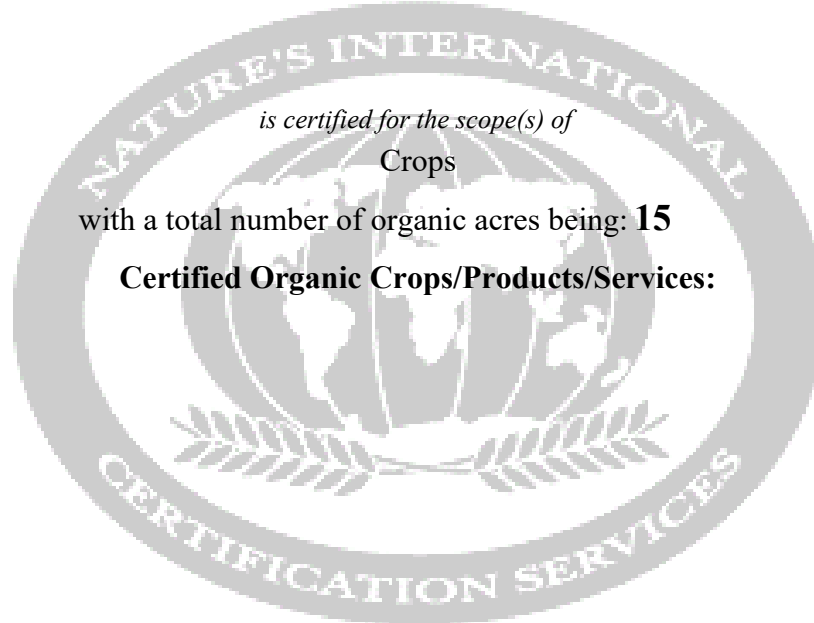 NATURE'S INTERNATIONAL
is certified for the scope(s) of
Crops
with a total number of organic acres being: 15
Certified Organic Crops/Products/Services:
CERTIFICATION SERVICES